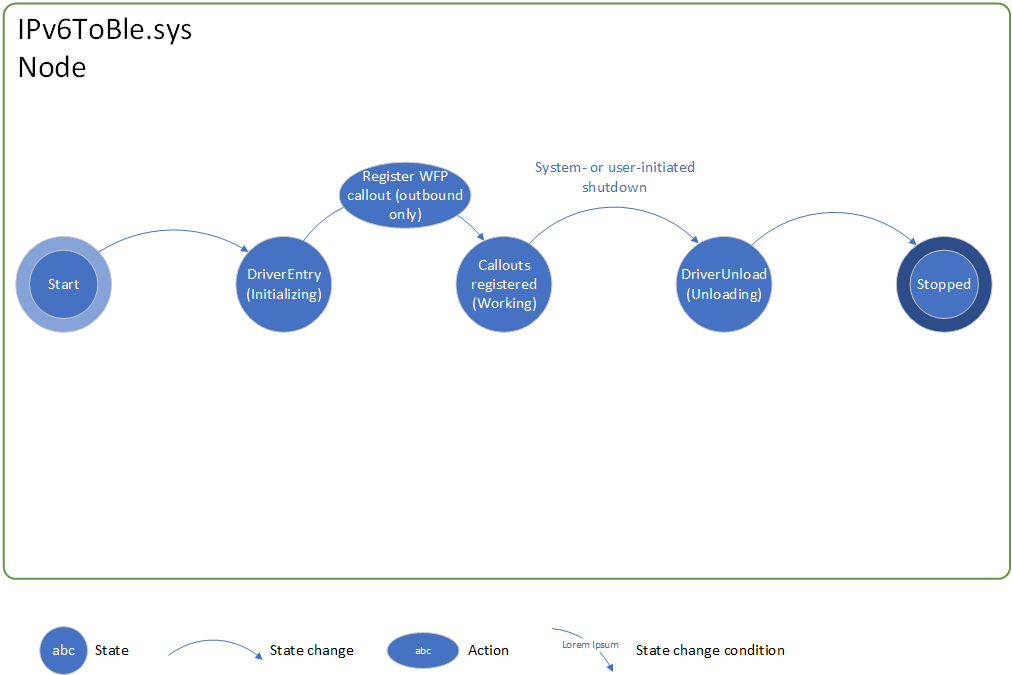 IPv6ToBle.sys
Node
Register WFP
callout (outbound
only)
System- or user-initiated
shutdown
Start
DriverEntry
(Initializing)
Callouts
registered
(Working)
DriverUnload
(Unloading)
Stopped
abc
State
State change
abc
Action
Lorem Ipsum
State change condition